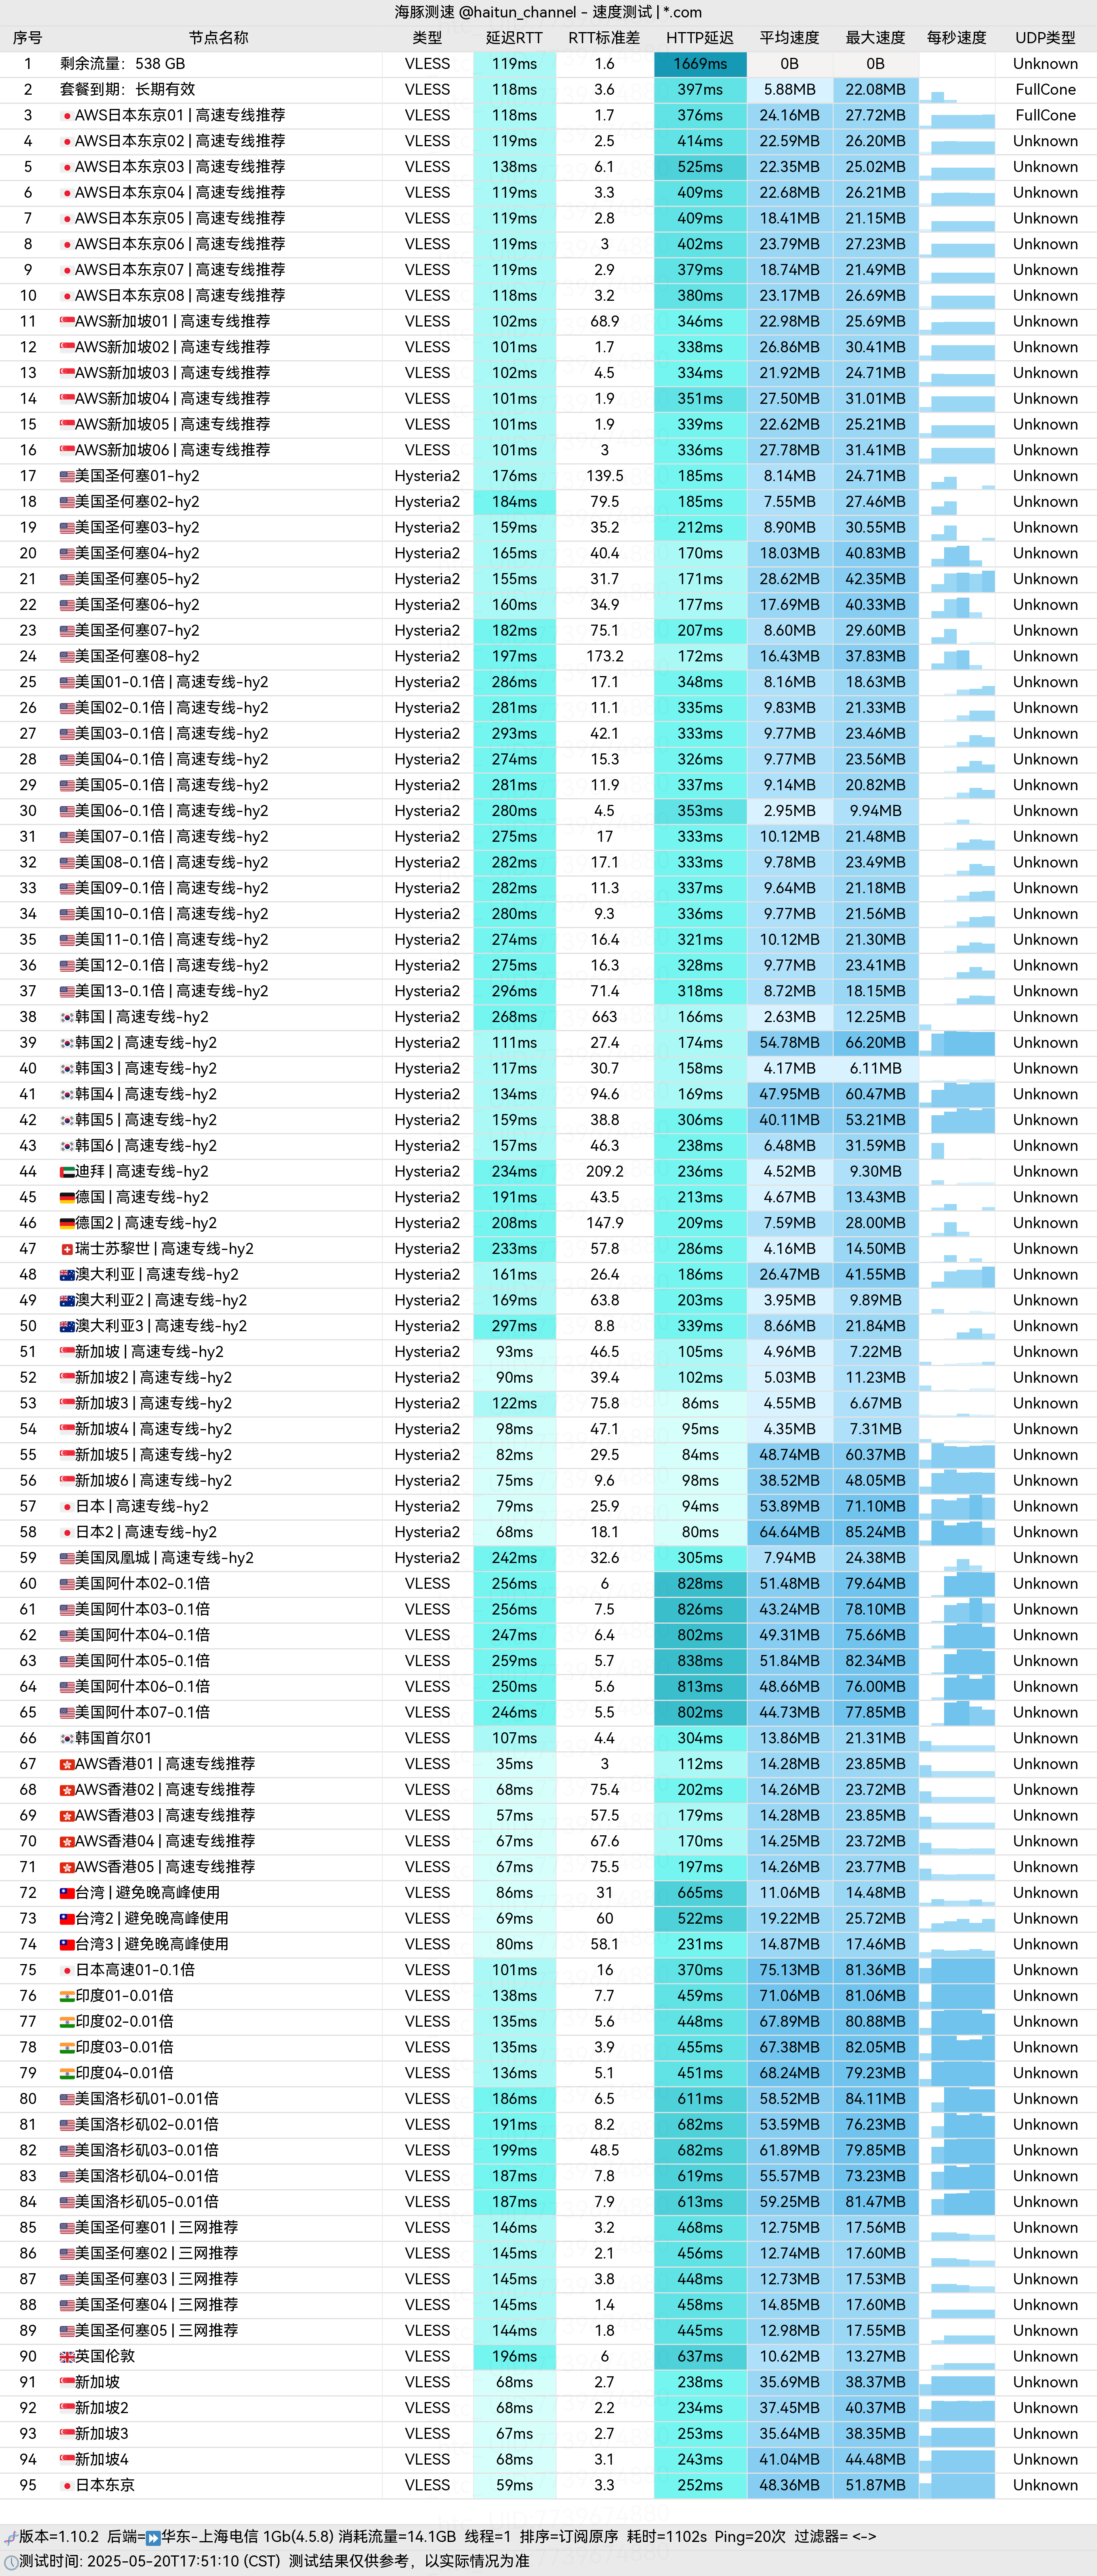 海豚测速 @haitun_channel - 速度测试 | *.com
序号 节点名称 类型 延迟RTT RTT标准差 HTTP延迟 平均速度 最大速度 每秒速度 UDP类型
1 剩余流量：538 GB VLESS 119ms 1.6 1669ms 0B 0B Unknown
2 套餐到期：长期有效 VLESS 118ms 3.6 397ms 5.88MB 22.08MB FullCone
3 AWS日本东京01 | 高速专线推荐 VLESS 118ms 1.7 376ms 24.16MB 27.72MB FullCone
4 AWS日本东京02 | 高速专线推荐 VLESS 119ms 2.5 414ms 22.59MB 26.20MB Unknown
5 AWS日本东京03 | 高速专线推荐 VLESS 138ms 6.1 525ms 22.35MB 25.02MB Unknown
6 AWS日本东京04 | 高速专线推荐 VLESS 119ms 3.3 409ms 22.68MB 26.21MB Unknown
7 AWS日本东京05 | 高速专线推荐 VLESS 119ms 2.8 409ms 18.41MB 21.15MB Unknown
8 AWS日本东京06 | 高速专线推荐 VLESS 119ms 3 402ms 23.79MB 27.23MB Unknown
9 AWS日本东京07 | 高速专线推荐 VLESS 119ms 2.9 379ms 18.74MB 21.49MB Unknown
10 AWS日本东京08 | 高速专线推荐 VLESS 118ms 3.2 380ms 23.17MB 26.69MB Unknown
11 AWS新加坡01 | 高速专线推荐 VLESS 102ms 68.9 346ms 22.98MB 25.69MB Unknown
12 AWS新加坡02 | 高速专线推荐 VLESS 101ms 1.7 338ms 26.86MB 30.41MB Unknown
13 AWS新加坡03 | 高速专线推荐 VLESS 102ms 4.5 334ms 21.92MB 24.71MB Unknown
14 AWS新加坡04 | 高速专线推荐 VLESS 101ms 1.9 351ms 27.50MB 31.01MB Unknown
15 AWS新加坡05 | 高速专线推荐 VLESS 101ms 1.9 339ms 22.62MB 25.21MB Unknown
16 AWS新加坡06 | 高速专线推荐 VLESS 101ms 3 336ms 27.78MB 31.41MB Unknown
17 美国圣何塞01-hy2 Hysteria2 176ms 139.5 185ms 8.14MB 24.71MB Unknown
18 美国圣何塞02-hy2 Hysteria2 184ms 79.5 185ms 7.55MB 27.46MB Unknown
19 美国圣何塞03-hy2 Hysteria2 159ms 35.2 212ms 8.90MB 30.55MB Unknown
20 美国圣何塞04-hy2 Hysteria2 165ms 40.4 170ms 18.03MB 40.83MB Unknown
21 美国圣何塞05-hy2 Hysteria2 155ms 31.7 171ms 28.62MB 42.35MB Unknown
22 美国圣何塞06-hy2 Hysteria2 160ms 34.9 177ms 17.69MB 40.33MB Unknown
23 美国圣何塞07-hy2 Hysteria2 182ms 75.1 207ms 8.60MB 29.60MB Unknown
24 美国圣何塞08-hy2 Hysteria2 197ms 173.2 172ms 16.43MB 37.83MB Unknown
25 美国01-0.1倍 | 高速专线-hy2 Hysteria2 286ms 17.1 348ms 8.16MB 18.63MB Unknown
26 美国02-0.1倍 | 高速专线-hy2 Hysteria2 281ms 11.1 335ms 9.83MB 21.33MB Unknown
27 美国03-0.1倍 | 高速专线-hy2 Hysteria2 293ms 42.1 333ms 9.77MB 23.46MB Unknown
28 美国04-0.1倍 | 高速专线-hy2 Hysteria2 274ms 15.3 326ms 9.77MB 23.56MB Unknown
29 美国05-0.1倍 | 高速专线-hy2 Hysteria2 281ms 11.9 337ms 9.14MB 20.82MB Unknown
30 美国06-0.1倍 | 高速专线-hy2 Hysteria2 280ms 4.5 353ms 2.95MB 9.94MB Unknown
31 美国07-0.1倍 | 高速专线-hy2 Hysteria2 275ms 17 333ms 10.12MB 21.48MB Unknown
32 美国08-0.1倍 | 高速专线-hy2 Hysteria2 282ms 17.1 333ms 9.78MB 23.49MB Unknown
33 美国09-0.1倍 | 高速专线-hy2 Hysteria2 282ms 11.3 337ms 9.64MB 21.18MB Unknown
34 美国10-0.1倍 | 高速专线-hy2 Hysteria2 280ms 9.3 336ms 9.77MB 21.56MB Unknown
35 美国11-0.1倍 | 高速专线-hy2 Hysteria2 274ms 16.4 321ms 10.12MB 21.30MB Unknown
36 美国12-0.1倍 | 高速专线-hy2 Hysteria2 275ms 16.3 328ms 9.77MB 23.41MB Unknown
37 美国13-0.1倍 | 高速专线-hy2 Hysteria2 296ms 71.4 318ms 8.72MB 18.15MB Unknown
38 韩国 | 高速专线-hy2 Hysteria2 268ms 663 166ms 2.63MB 12.25MB Unknown
39 韩国2 | 高速专线-hy2 Hysteria2 111ms 27.4 174ms 54.78MB 66.20MB Unknown
40 韩国3 | 高速专线-hy2 Hysteria2 117ms 30.7 158ms 4.17MB 6.11MB Unknown
41 韩国4 | 高速专线-hy2 Hysteria2 134ms 94.6 169ms 47.95MB 60.47MB Unknown
42 韩国5 | 高速专线-hy2 Hysteria2 159ms 38.8 306ms 40.11MB 53.21MB Unknown
43 韩国6 | 高速专线-hy2 Hysteria2 157ms 46.3 238ms 6.48MB 31.59MB Unknown
44 迪拜 | 高速专线-hy2 Hysteria2 234ms 209.2 236ms 4.52MB 9.30MB Unknown
45 德国 | 高速专线-hy2 Hysteria2 191ms 43.5 213ms 4.67MB 13.43MB Unknown
46 德国2 | 高速专线-hy2 Hysteria2 208ms 147.9 209ms 7.59MB 28.00MB Unknown
47 瑞士苏黎世 | 高速专线-hy2 Hysteria2 233ms 57.8 286ms 4.16MB 14.50MB Unknown
48 澳大利亚 | 高速专线-hy2 Hysteria2 161ms 26.4 186ms 26.47MB 41.55MB Unknown
49 澳大利亚2 | 高速专线-hy2 Hysteria2 169ms 63.8 203ms 3.95MB 9.89MB Unknown
50 澳大利亚3 | 高速专线-hy2 Hysteria2 297ms 8.8 339ms 8.66MB 21.84MB Unknown
51 新加坡 | 高速专线-hy2 Hysteria2 93ms 46.5 105ms 4.96MB 7.22MB Unknown
52 新加坡2 | 高速专线-hy2 Hysteria2 90ms 39.4 102ms 5.03MB 11.23MB Unknown
53 新加坡3 | 高速专线-hy2 Hysteria2 122ms 75.8 86ms 4.55MB 6.67MB Unknown
54 新加坡4 | 高速专线-hy2 Hysteria2 98ms 47.1 95ms 4.35MB 7.31MB Unknown
55 新加坡5 | 高速专线-hy2 Hysteria2 82ms 29.5 84ms 48.74MB 60.37MB Unknown
56 新加坡6 | 高速专线-hy2 Hysteria2 75ms 9.6 98ms 38.52MB 48.05MB Unknown
57 日本 | 高速专线-hy2 Hysteria2 79ms 25.9 94ms 53.89MB 71.10MB Unknown
58 日本2 | 高速专线-hy2 Hysteria2 68ms 18.1 80ms 64.64MB 85.24MB Unknown
59 美国凤凰城 | 高速专线-hy2 Hysteria2 242ms 32.6 305ms 7.94MB 24.38MB Unknown
60 美国阿什本02-0.1倍 VLESS 256ms 6 828ms 51.48MB 79.64MB Unknown
61 美国阿什本03-0.1倍 VLESS 256ms 7.5 826ms 43.24MB 78.10MB Unknown
62 美国阿什本04-0.1倍 VLESS 247ms 6.4 802ms 49.31MB 75.66MB Unknown
63 美国阿什本05-0.1倍 VLESS 259ms 5.7 838ms 51.84MB 82.34MB Unknown
64 美国阿什本06-0.1倍 VLESS 250ms 5.6 813ms 48.66MB 76.00MB Unknown
65 美国阿什本07-0.1倍 VLESS 246ms 5.5 802ms 44.73MB 77.85MB Unknown
66 韩国首尔01 VLESS 107ms 4.4 304ms 13.86MB 21.31MB Unknown
67 AWS香港01 | 高速专线推荐 VLESS 35ms 3 112ms 14.28MB 23.85MB Unknown
68 AWS香港02 | 高速专线推荐 VLESS 68ms 75.4 202ms 14.26MB 23.72MB Unknown
69 AWS香港03 | 高速专线推荐 VLESS 57ms 57.5 179ms 14.28MB 23.85MB Unknown
70 AWS香港04 | 高速专线推荐 VLESS 67ms 67.6 170ms 14.25MB 23.72MB Unknown
71 AWS香港05 | 高速专线推荐 VLESS 67ms 75.5 197ms 14.26MB 23.77MB Unknown
72 台湾 | 避免晚高峰使用 VLESS 86ms 31 665ms 11.06MB 14.48MB Unknown
73 台湾2 | 避免晚高峰使用 VLESS 69ms 60 522ms 19.22MB 25.72MB Unknown
74 台湾3 | 避免晚高峰使用 VLESS 80ms 58.1 231ms 14.87MB 17.46MB Unknown
75 日本高速01-0.1倍 VLESS 101ms 16 370ms 75.13MB 81.36MB Unknown
76 印度01-0.01倍 VLESS 138ms 7.7 459ms 71.06MB 81.06MB Unknown
77 印度02-0.01倍 VLESS 135ms 5.6 448ms 67.89MB 80.88MB Unknown
78 印度03-0.01倍 VLESS 135ms 3.9 455ms 67.38MB 82.05MB Unknown
79 印度04-0.01倍 VLESS 136ms 5.1 451ms 68.24MB 79.23MB Unknown
80 美国洛杉矶01-0.01倍 VLESS 186ms 6.5 611ms 58.52MB 84.11MB Unknown
81 美国洛杉矶02-0.01倍 VLESS 191ms 8.2 682ms 53.59MB 76.23MB Unknown
82 美国洛杉矶03-0.01倍 VLESS 199ms 48.5 682ms 61.89MB 79.85MB Unknown
83 美国洛杉矶04-0.01倍 VLESS 187ms 7.8 619ms 55.57MB 73.23MB Unknown
84 美国洛杉矶05-0.01倍 VLESS 187ms 7.9 613ms 59.25MB 81.47MB Unknown
85 美国圣何塞01 | 三网推荐 VLESS 146ms 3.2 468ms 12.75MB 17.56MB Unknown
86 美国圣何塞02 | 三网推荐 VLESS 145ms 2.1 456ms 12.74MB 17.60MB Unknown
87 美国圣何塞03 | 三网推荐 VLESS 145ms 3.8 448ms 12.73MB 17.53MB Unknown
88 美国圣何塞04 | 三网推荐 VLESS 145ms 1.4 458ms 14.85MB 17.60MB Unknown
89 美国圣何塞05 | 三网推荐 VLESS 144ms 1.8 445ms 12.98MB 17.55MB Unknown
90 英国伦敦 VLESS 196ms 6 637ms 10.62MB 13.27MB Unknown
91 新加坡 VLESS 68ms 2.7 238ms 35.69MB 38.37MB Unknown
92 新加坡2 VLESS 68ms 2.2 234ms 37.45MB 40.37MB Unknown
93 新加坡3 VLESS 67ms 2.7 253ms 35.64MB 38.35MB Unknown
94 新加坡4 VLESS 68ms 3.1 243ms 41.04MB 44.48MB Unknown
95 日本东京 VLESS 59ms 3.3 252ms 48.36MB 51.87MB Unknown
版本=1.10.2 后端=⏩华东-上海电信 1Gb(4.5.8) 消耗流量=14.1GB 线程=1 排序=订阅原序 耗时=1102s Ping=20次 过滤器= <->
测试时间: 2025-05-20T17:51:10 (CST) 测试结果仅供参考，以实际情况为准